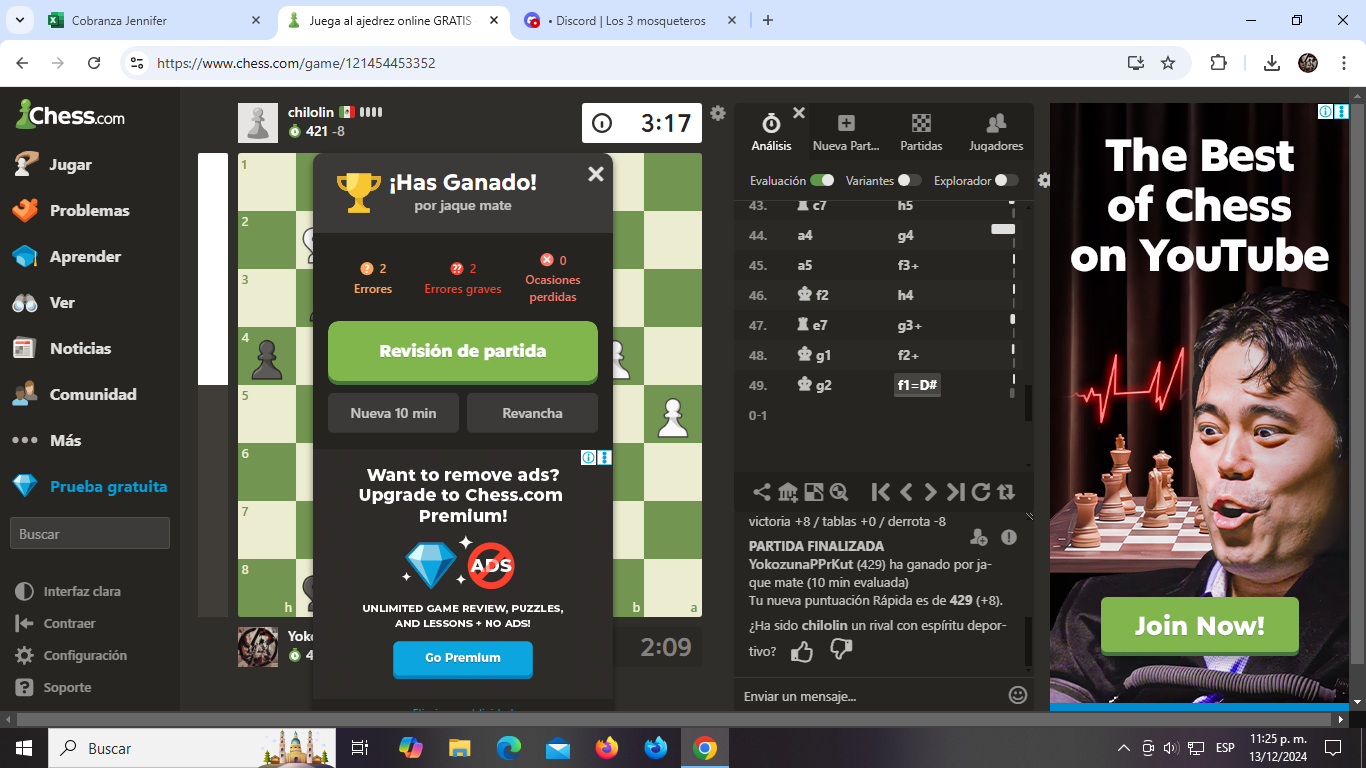 Cobranza Jennifer
Juega al ajedrez online GRATIS
• Discord | Los 3 mosqueteros
https://www.chess.com/game/121454453352
Chess.com
Jugar
Problemas
Aprender
Ver
Noticias
Comunidad
Más
Prueba gratuita
Buscar
Interfaz clara
Contraer
Configuración
Soporte
chilolin
421 -8
3:17
1
2
3
4
5
6
7
8
h
b
a
¡Has Ganado!
por jaque mate
2
Errores
2
Errores graves
0
Ocasiones
perdidas
Revisión de partida
Nueva 10 min
Revancha
Want to remove ads?
Upgrade to Chess.com
Premium!
ADS
UNLIMITED GAME REVIEW, PUZZLES,
AND LESSONS + NO ADS!
Go Premium
Yoko
4
2:09
Análisis
Nueva Part...
Partidas
Jugadores
Evaluación
Variantes
Explorador
43. c7 h5
44. a4 g4
45. a5 f3+
46. f2 h4
47. e7 g3+
48. g1 f2+
49. g2 f1=D#
0-1
victoria +8 / tablas +0 / derrota -8
PARTIDA FINALIZADA
YokozunaPPrKut (429) ha ganado por ja-
que mate (10 min evaluada)
Tu nueva puntuación Rápida es de 429 (+8).
¿Ha sido chilolin un rival con espíritu depor-
tivo?
Enviar un mensaje...
The Best
of Chess
on YouTube
Join Now!
Buscar
ESP
11:25 p. m.
13/12/2024